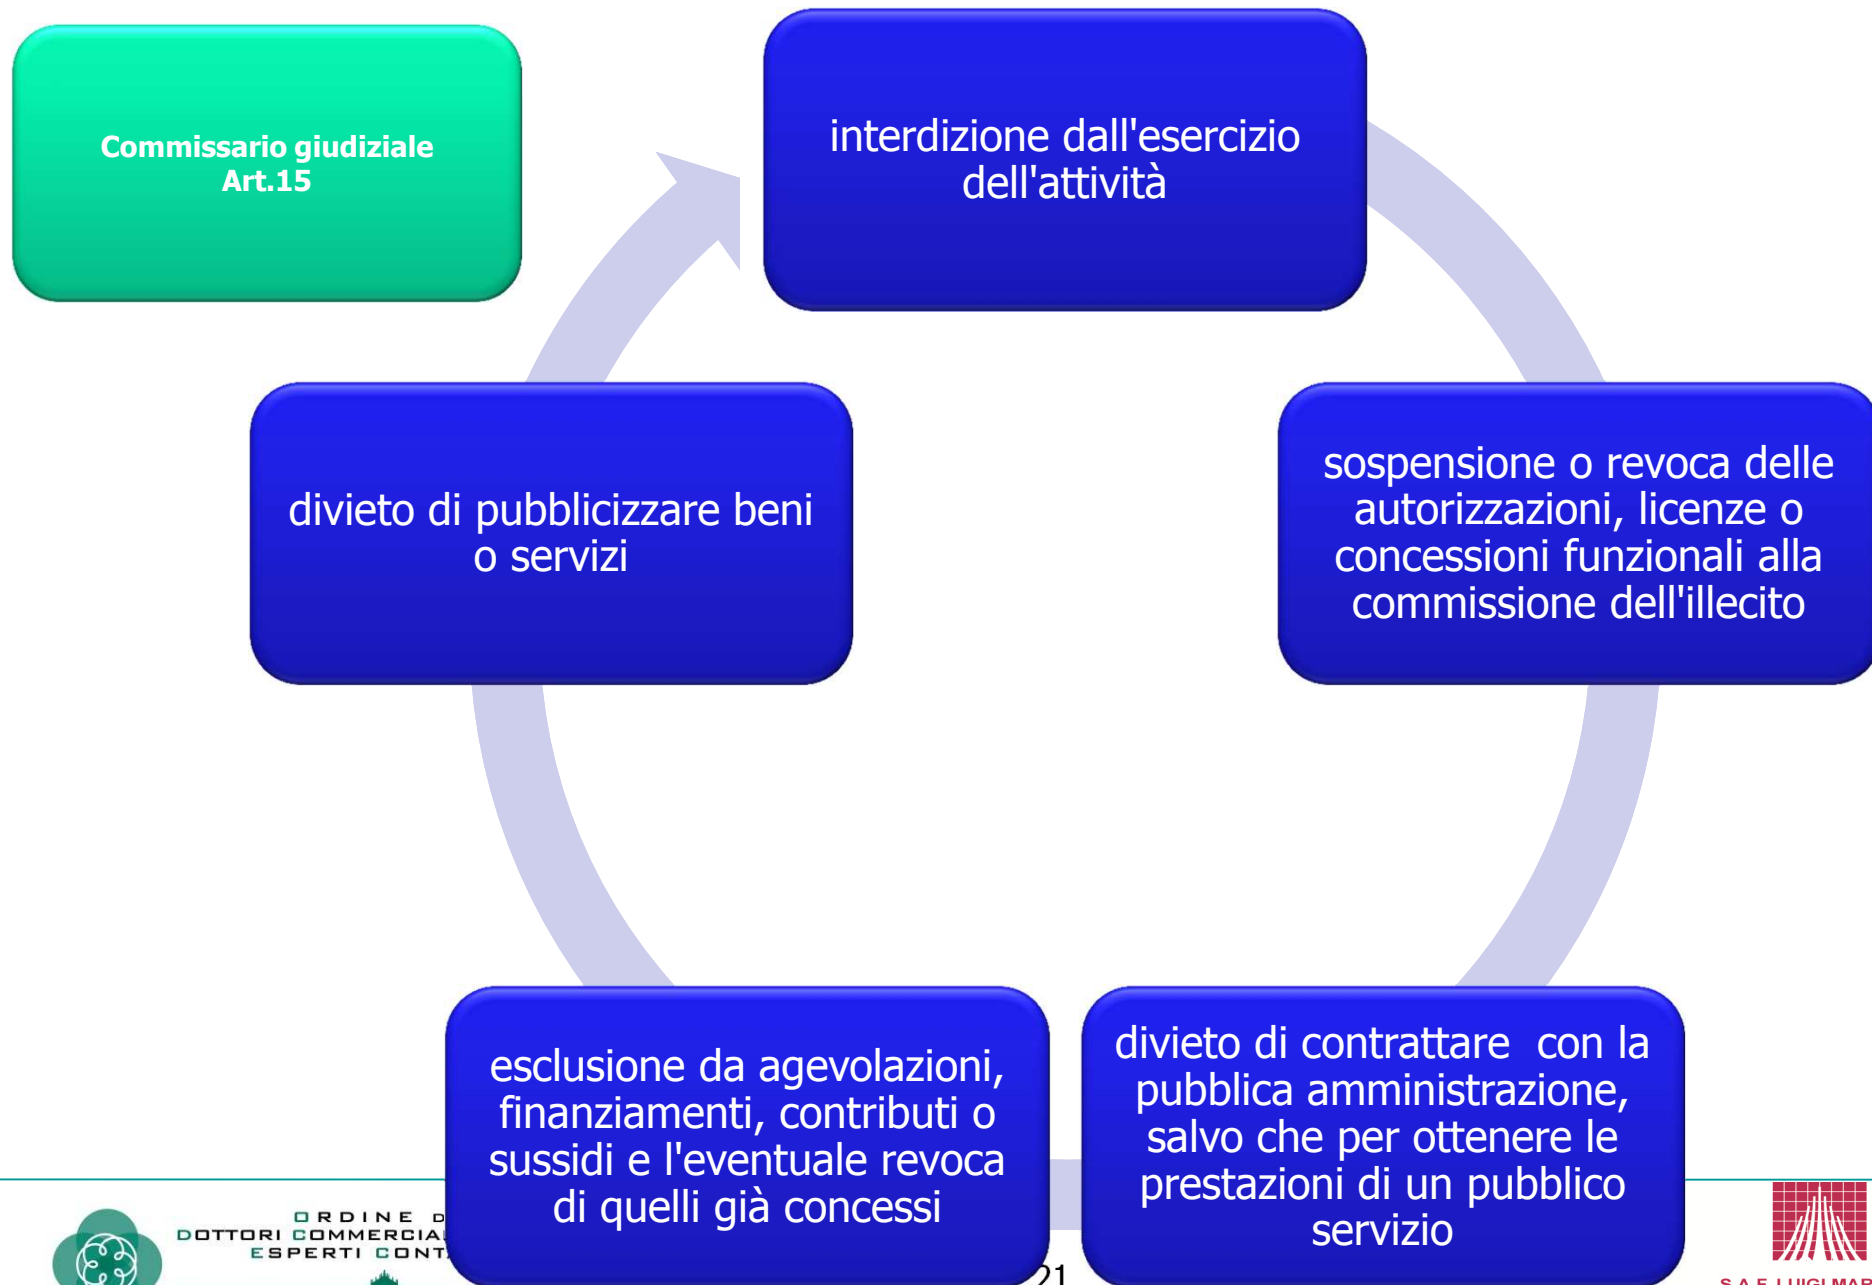 Commissario giudiziale
Art.15
interdizione dall'esercizio
dell'attività
sospensione o revoca delle
autorizzazioni, licenze o
concessioni funzionali alla
commissione dell'illecito
divieto di contrattare  con la
pubblica amministrazione,
salvo che per ottenere le
prestazioni di un pubblico
servizio
esclusione da agevolazioni,
finanziamenti, contributi o
sussidi e l'eventuale revoca
di quelli già concessi
divieto di pubblicizzare beni
o servizi
ORDINE
DOTTORI
ESPERTI
21
S.A.F. LUIGI